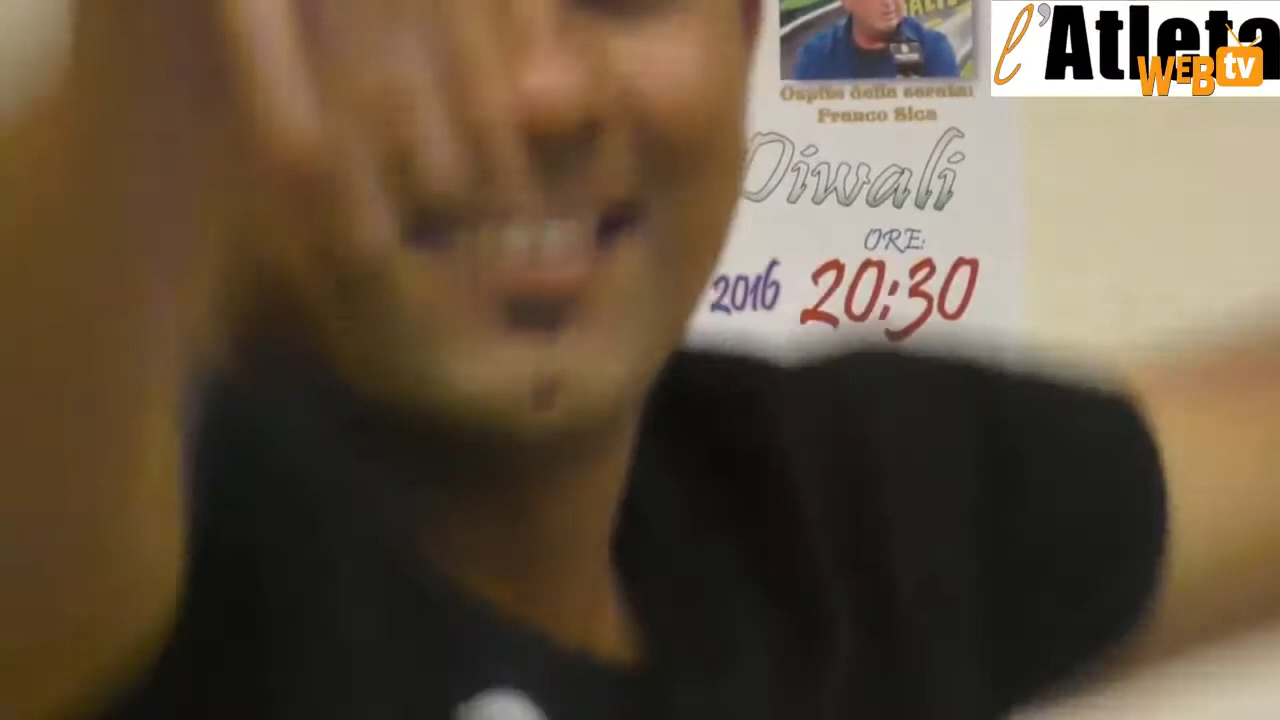 l'Atleta
WEB tv
Ospite della serata:
Franco Sica
Diwali
ORE:
2016 20:30